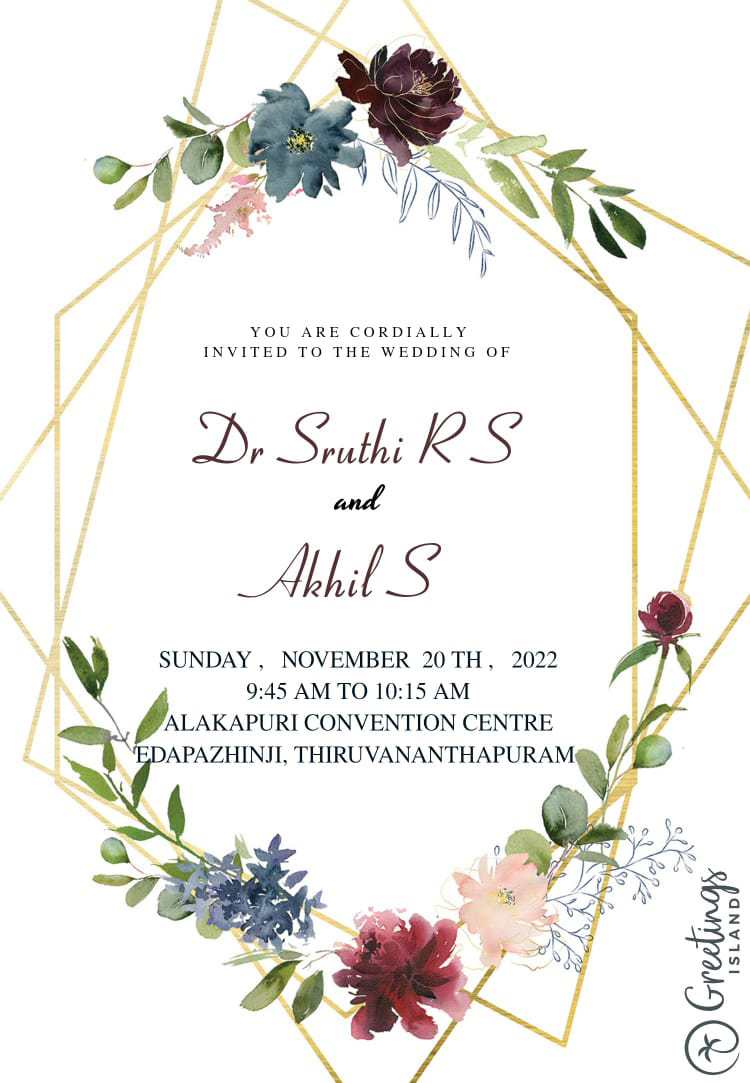 YOU ARE CORDIALLY
INVITED TO THE WEDDING OF
Dr Sruthi R S
and
Akhil S
SUNDAY , NOVEMBER 20 TH , 2022
9:45 AM TO 10:15 AM
ALAKAPURI CONVENTION CENTRE
EDAPAZHINJI, THIRUVANANTHAPURAM
Greetings
ISLAND